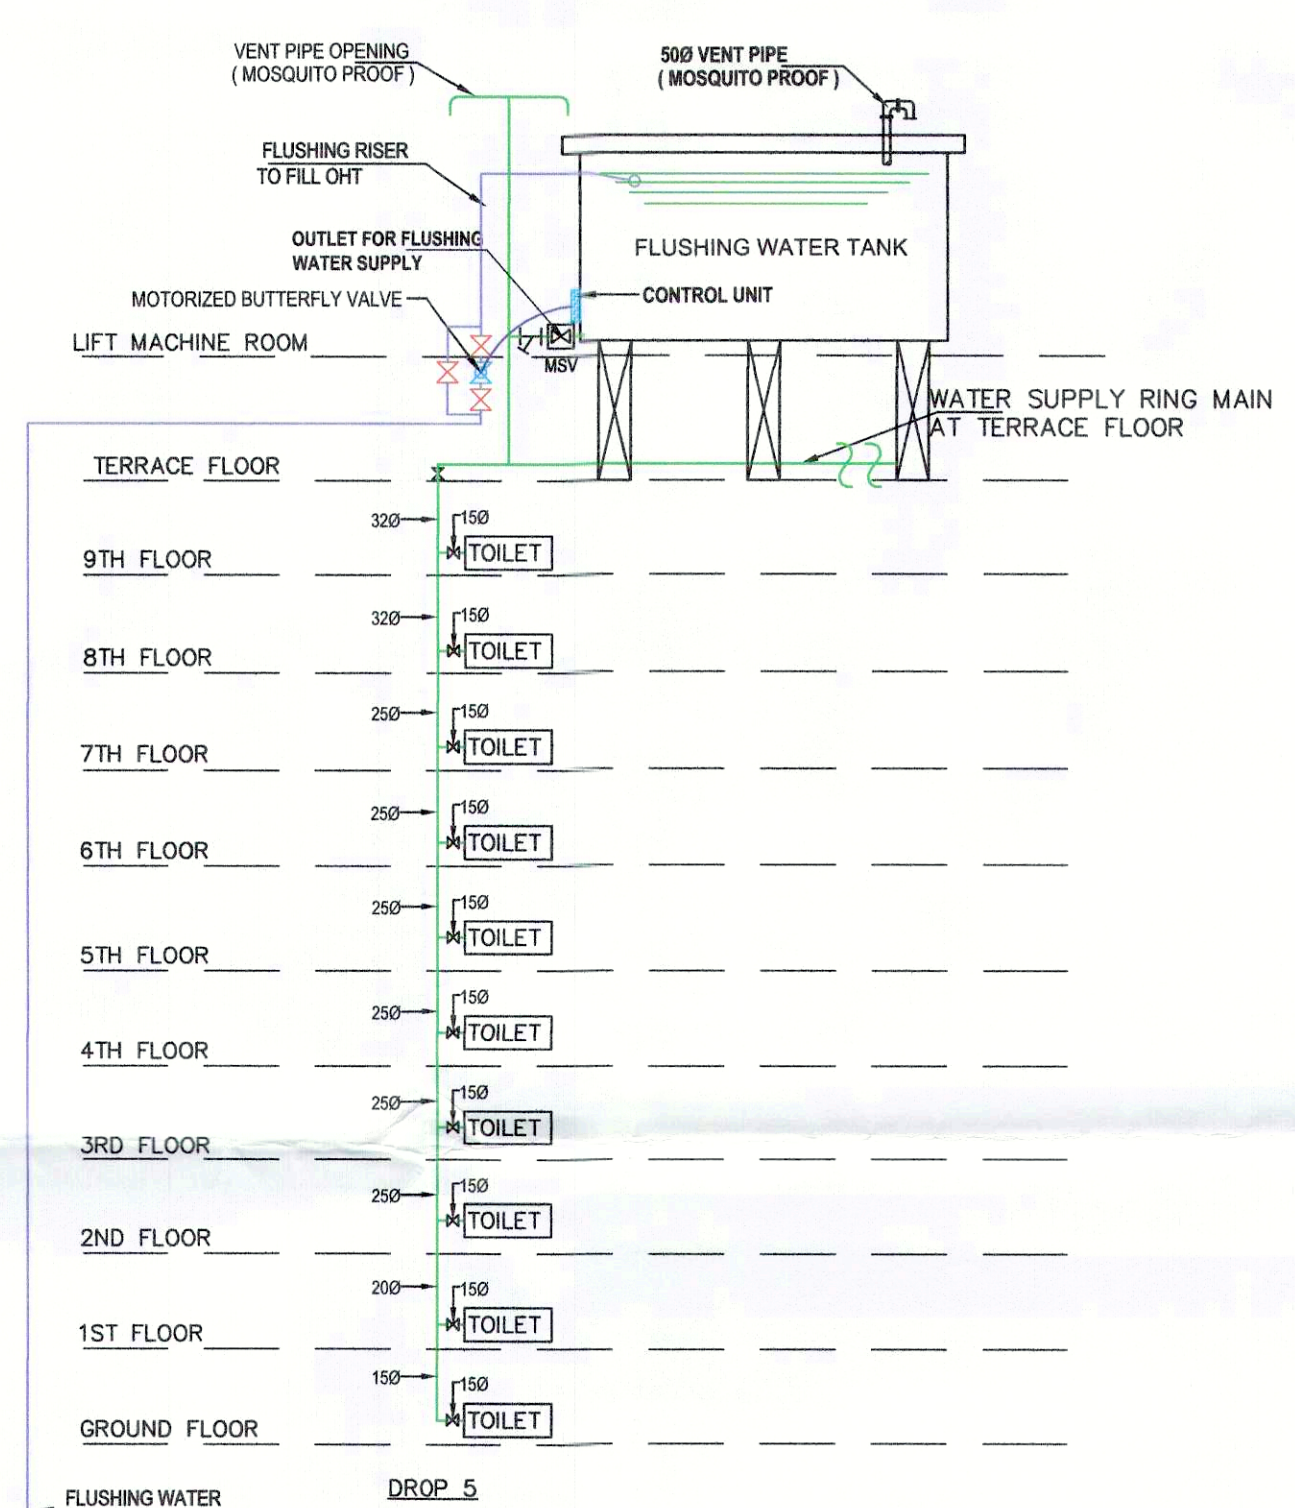 VENT PIPE OPENING
( MOSQUITO PROOF )
50Ø VENT PIPE
( MOSQUITO PROOF )
FLUSHING RISER
TO FILL OHT
OUTLET FOR FLUSHING
WATER SUPPLY
FLUSHING WATER TANK
MOTORIZED BUTTERFLY VALVE
CONTROL UNIT
LIFT MACHINE ROOM
MSV
WATER SUPPLY RING MAIN
AT TERRACE FLOOR
TERRACE FLOOR
32Ø 15Ø
9TH FLOOR TOILET
32Ø 15Ø
8TH FLOOR TOILET
25Ø 15Ø
7TH FLOOR TOILET
25Ø 15Ø
6TH FLOOR TOILET
25Ø 15Ø
5TH FLOOR TOILET
25Ø 15Ø
4TH FLOOR TOILET
25Ø 15Ø
3RD FLOOR TOILET
25Ø 15Ø
2ND FLOOR TOILET
20Ø 15Ø
1ST FLOOR TOILET
15Ø 15Ø
GROUND FLOOR TOILET
DROP 5
FLUSHING WATER